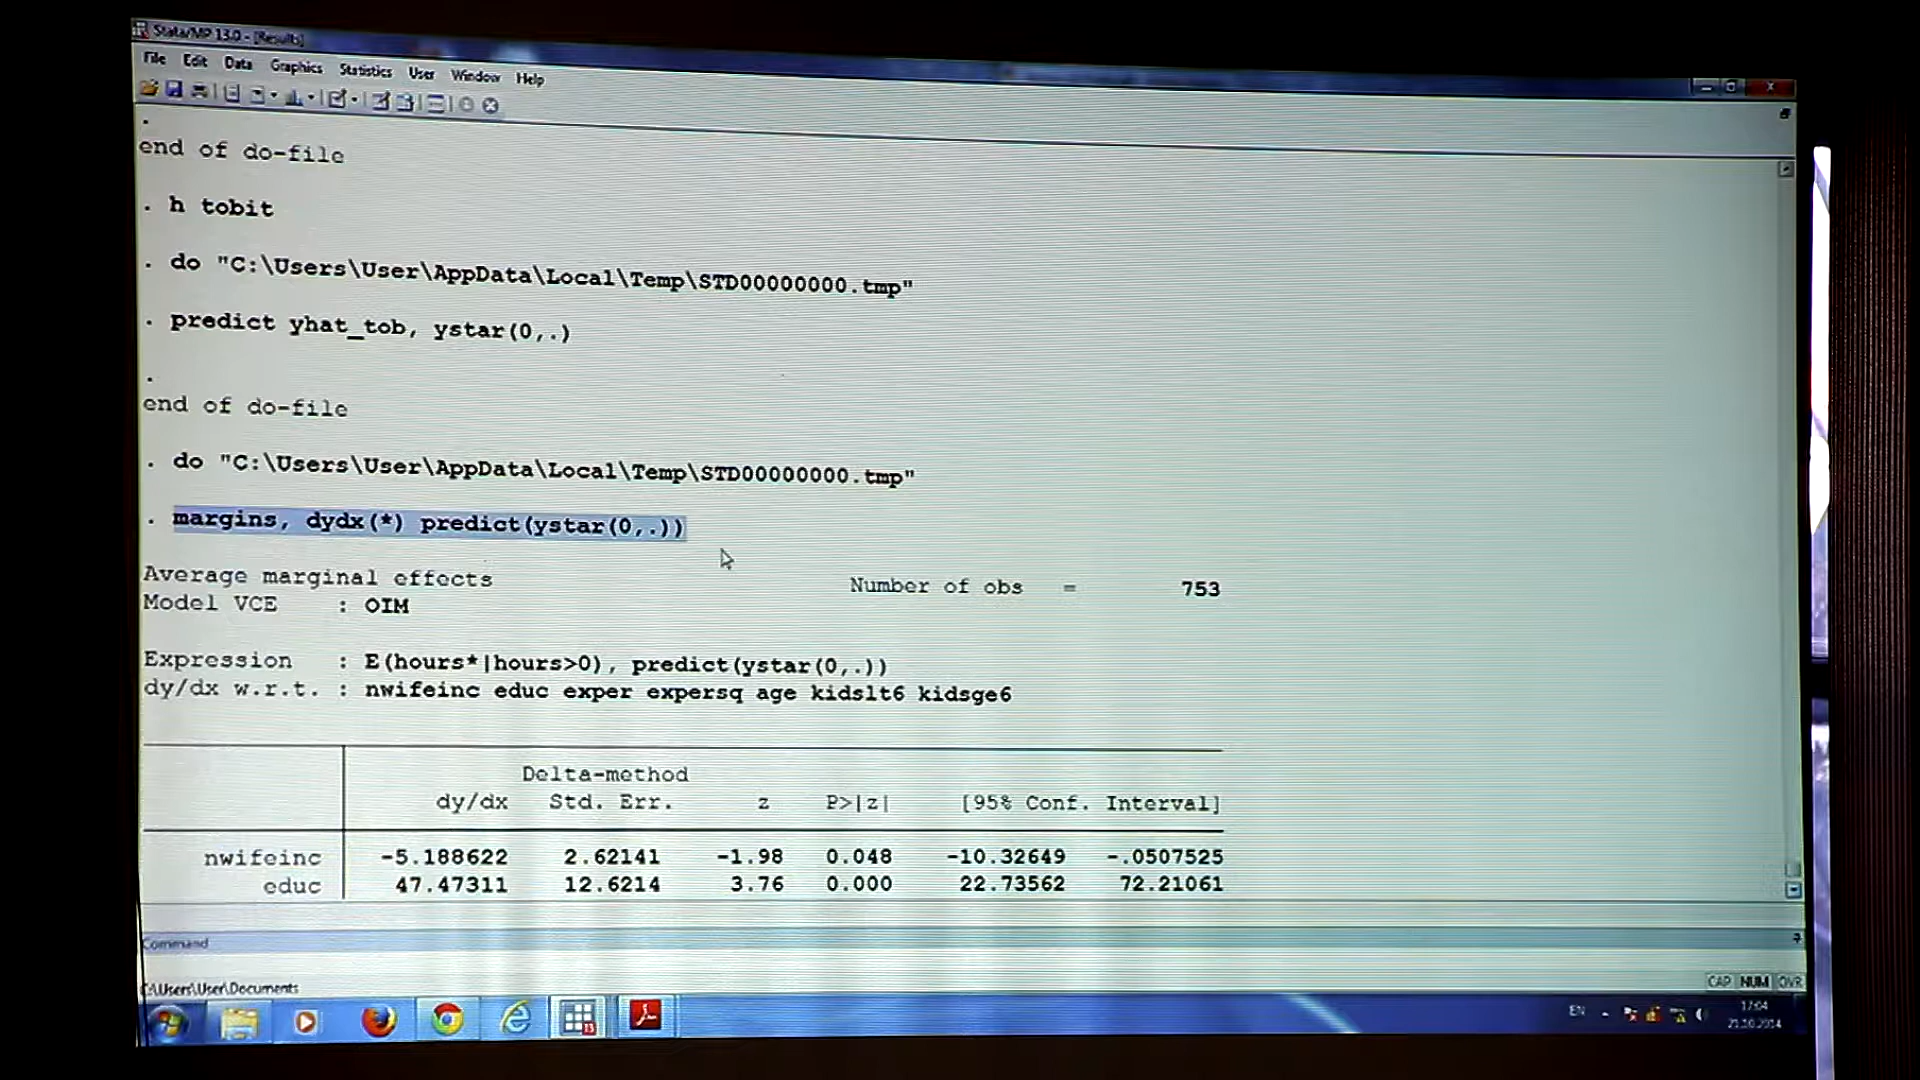 Stata/MP 13.0 - [Results]
File Edit Data Graphics Statistics User Window Help
.
end of do-file
. h tobit
. do "C:\Users\User\AppData\Local\Temp\STD00000000.tmp"
. predict yhat_tob, ystar(0,.)
.
end of do-file
. do "C:\Users\User\AppData\Local\Temp\STD00000000.tmp"
. margins, dydx(*) predict(ystar(0,.))
Average marginal effects Number of obs = 753
Model VCE : OIM
Expression : E(hours*|hours>0), predict(ystar(0,.))
dy/dx w.r.t. : nwifeinc educ exper expersq age kidslt6 kidsge6
Delta-method
dy/dx Std. Err. z P>|z| [95% Conf. Interval]
nwifeinc -5.188622 2.62141 -1.98 0.048 -10.32649 -.0507525
educ 47.47311 12.6214 3.76 0.000 22.73562 72.21061
Command
C:\Users\User\Documents CAP NUM OVR
EN 17:04
21.10.2014